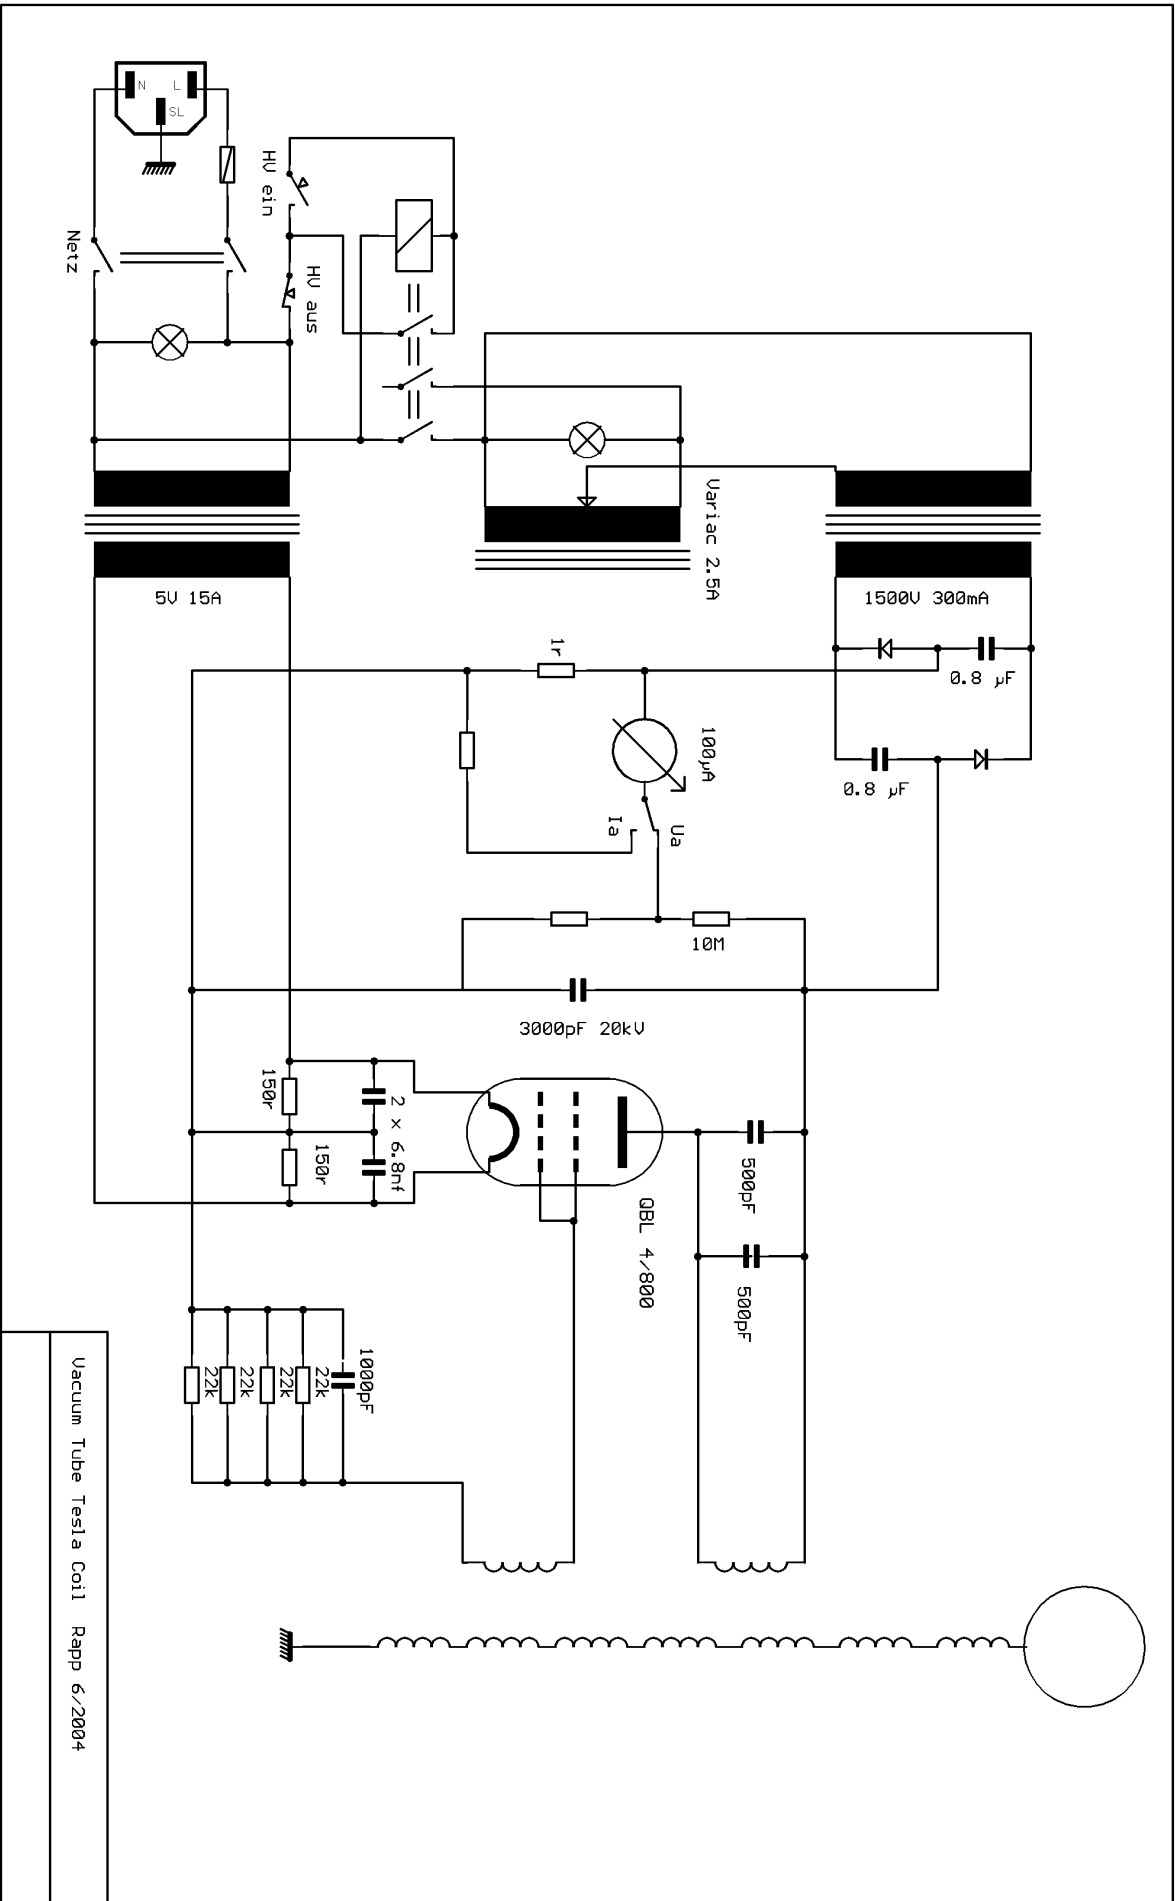 N
L
SL
HV ein
HV aus
Netz
Variac 2.5A
5V 15A
1500V 300mA
1r
0.8 µF
100µA
0.8 µF
Ia
Ua
10M
3000pF 20kV
150r
2 x 6.8nf
150r
500pF
QBL 4/800
500pF
1000pF
22k
22k
22k
22k
Vacuum Tube Tesla Coil Rapp 6/2004